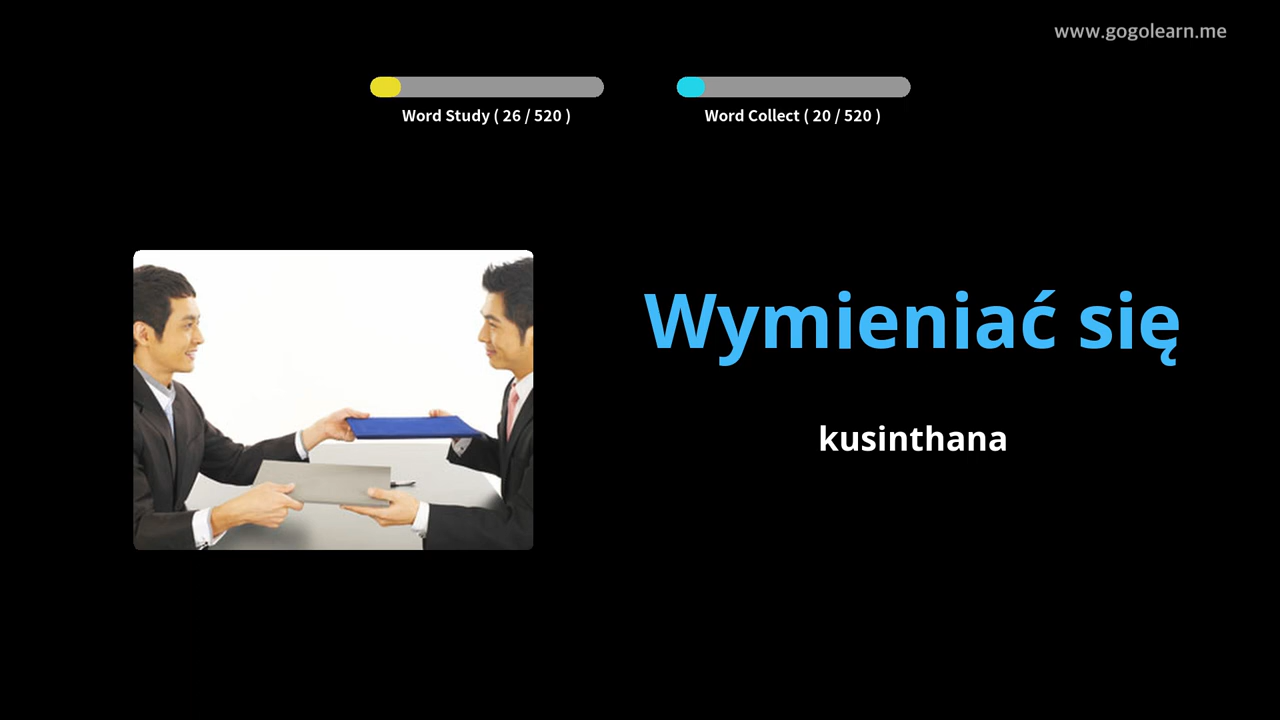 www.gogolearn.me
Word Study ( 26 / 520 )
Word Collect ( 20 / 520 )
Wymieniać się
kusinthana